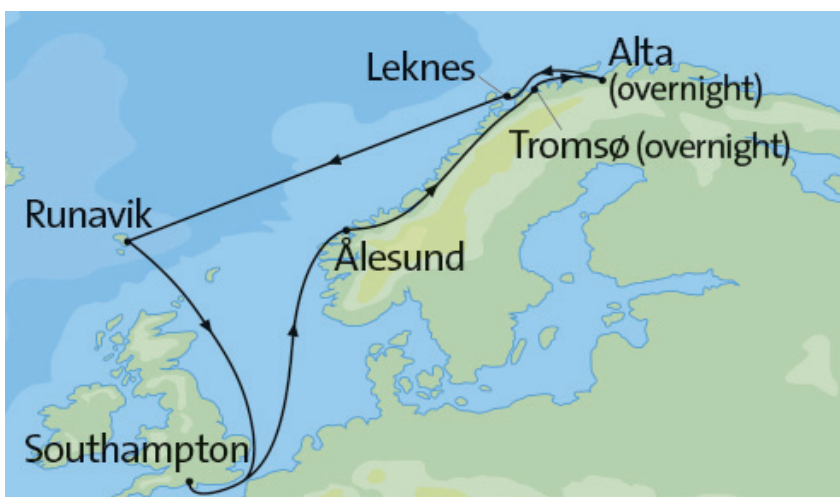 Leknes
Alta
(overnight)
Tromsø (overnight)
Runavik
Ålesund
Southampton